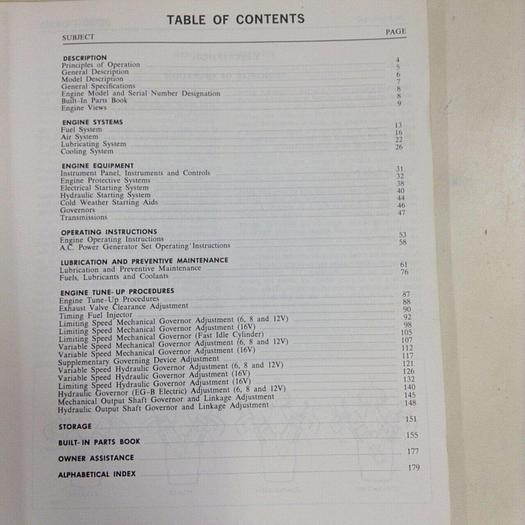 TABLE OF CONTENTS
SUBJECT PAGE
DESCRIPTION
Principles of Operation 4
General Description 5
Model Description 6
General Specifications 7
Engine Model and Serial Number Designation 8
Built-In Parts Book 8
Engine Views 9
ENGINE SYSTEMS
Fuel System 13
Air System 16
Lubricating System 22
Cooling System 26
ENGINE EQUIPMENT
Instrument Panel, Instruments and Controls 31
Engine Protective Systems 32
Electrical Starting System 38
Hydraulic Starting System 40
Cold Weather Starting Aids 44
Governors 46
Transmissions 47
OPERATING INSTRUCTIONS
Engine Operating Instructions 53
A.C. Power Generator Set Operating Instructions 58
LUBRICATION AND PREVENTIVE MAINTENANCE
Lubrication and Preventive Maintenance 61
Fuels, Lubricants and Coolants 76
ENGINE TUNE-UP PROCEDURES
Engine Tune-Up Procedures 87
Exhaust Valve Clearance Adjustment 88
Timing Fuel Injector 90
Limiting Speed Mechanical Governor Adjustment (6, 8 and 12V) 92
Limiting Speed Mechanical Governor Adjustment (16V) 98
Limiting Speed Mechanical Governor (Fast Idle Cylinder) 105
Variable Speed Mechanical Governor Adjustment (6, 8 and 12V) 107
Variable Speed Mechanical Governor Adjustment (16V) 112
Supplementary Governing Device Adjustment 117
Variable Speed Hydraulic Governor Adjustment (6, 8 and 12V) 121
Variable Speed Hydraulic Governor Adjustment (16V) 126
Limiting Speed Hydraulic Governor Adjustment (16V) 132
Hydraulic Governor (EG-B Electric) Adjustment (6, 8 and 12V) 140
Mechanical Output Shaft Governor and Linkage Adjustment 145
Hydraulic Output Shaft Governor and Linkage Adjustment 148
STORAGE 151
BUILT-IN PARTS BOOK 155
OWNER ASSISTANCE 177
ALPHABETICAL INDEX 179